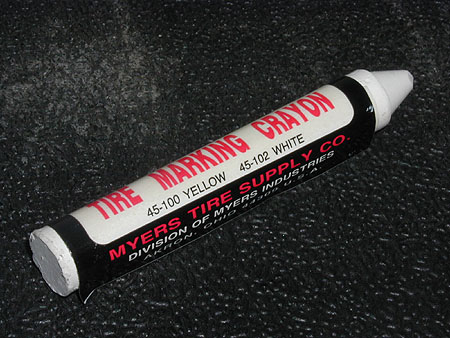 TIRE MARKING CRAYON
45-100 YELLOW 45-102 WHITE
MYERS TIRE SUPPLY CO.
DIVISION OF MYERS INDUSTRIES
AKRON, OHIO U.S.A.